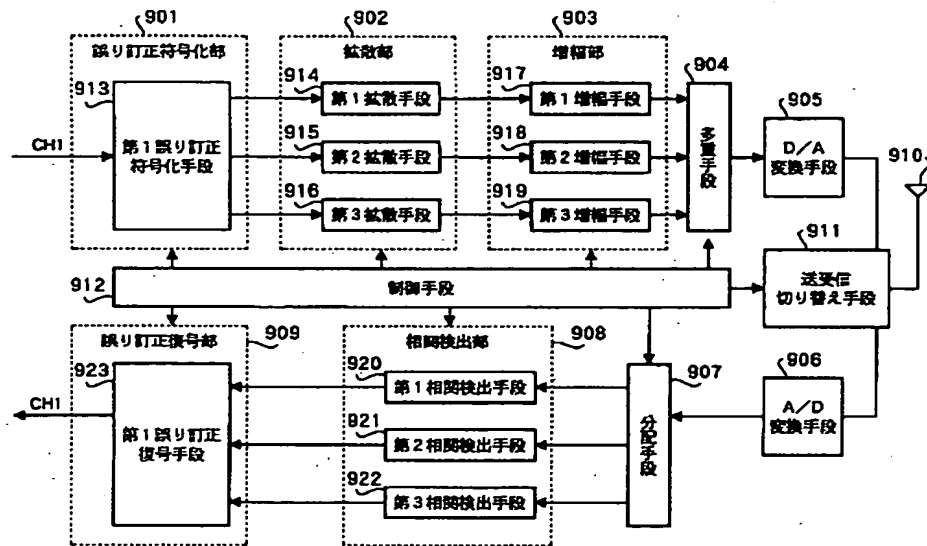 901
902
903
誤り訂正符号化部
拡散部
増幅部
904
913
914
917
第1拡散手段
第1増幅手段
905
CH1
第1誤り訂正
符号化手段
915
918
第2拡散手段
第2増幅手段
多重手段
D/A
変換手段
910
916
919
第3拡散手段
第3増幅手段
911
912
制御手段
送受信
切り替え手段
誤り訂正復号部
909
相関検出部
908
923
920
907
906
第1相関検出手段
CH1
第1誤り訂正
復号手段
921
第2相関検出手段
分配手段
A/D
変換手段
922
第3相関検出手段